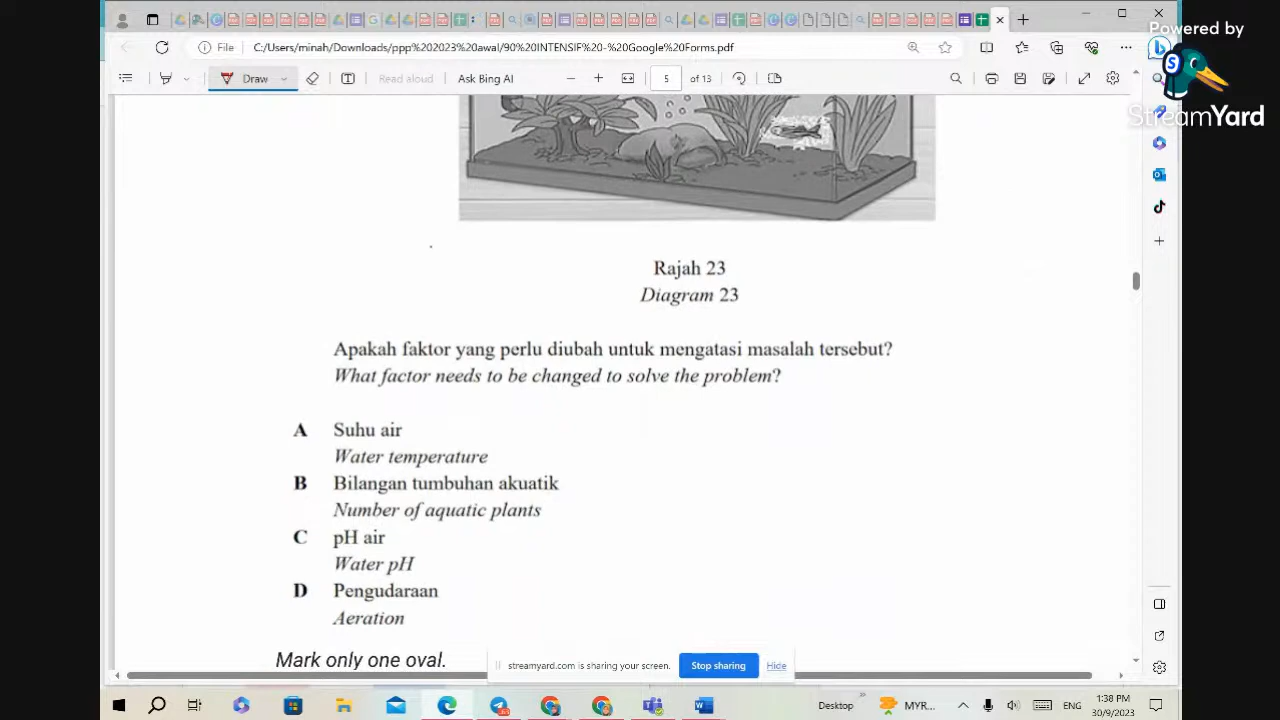 Powered by
StreamYard
File
C:/Users/minah/Downloads/ppp%202023%20awal/90%20INTENSIF%20-%20Google%20Forms.pdf
Draw
Read aloud
Ask Bing AI
5
of 13
Rajah 23
Diagram 23
Apakah faktor yang perlu diubah untuk mengatasi masalah tersebut?
What factor needs to be changed to solve the problem?
A Suhu air
Water temperature
B Bilangan tumbuhan akuatik
Number of aquatic plants
C pH air
Water pH
D Pengudaraan
Aeration
Mark only one oval.
streamyard.com is sharing your screen.
Stop sharing
Hide
Desktop
MYR...
ENG
1:38 PM
30/9/2023